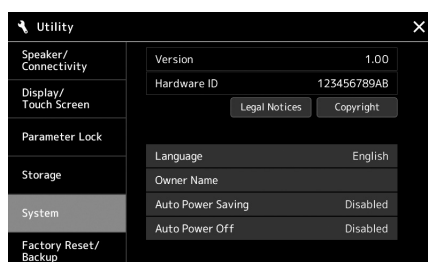 Utility
Speaker/
Connectivity
Display/
Touch Screen
Parameter Lock
Storage
System
Factory Reset/
Backup
Version 1.00
Hardware ID 123456789AB
Legal Notices Copyright
Language English
Owner Name
Auto Power Saving Disabled
Auto Power Off Disabled